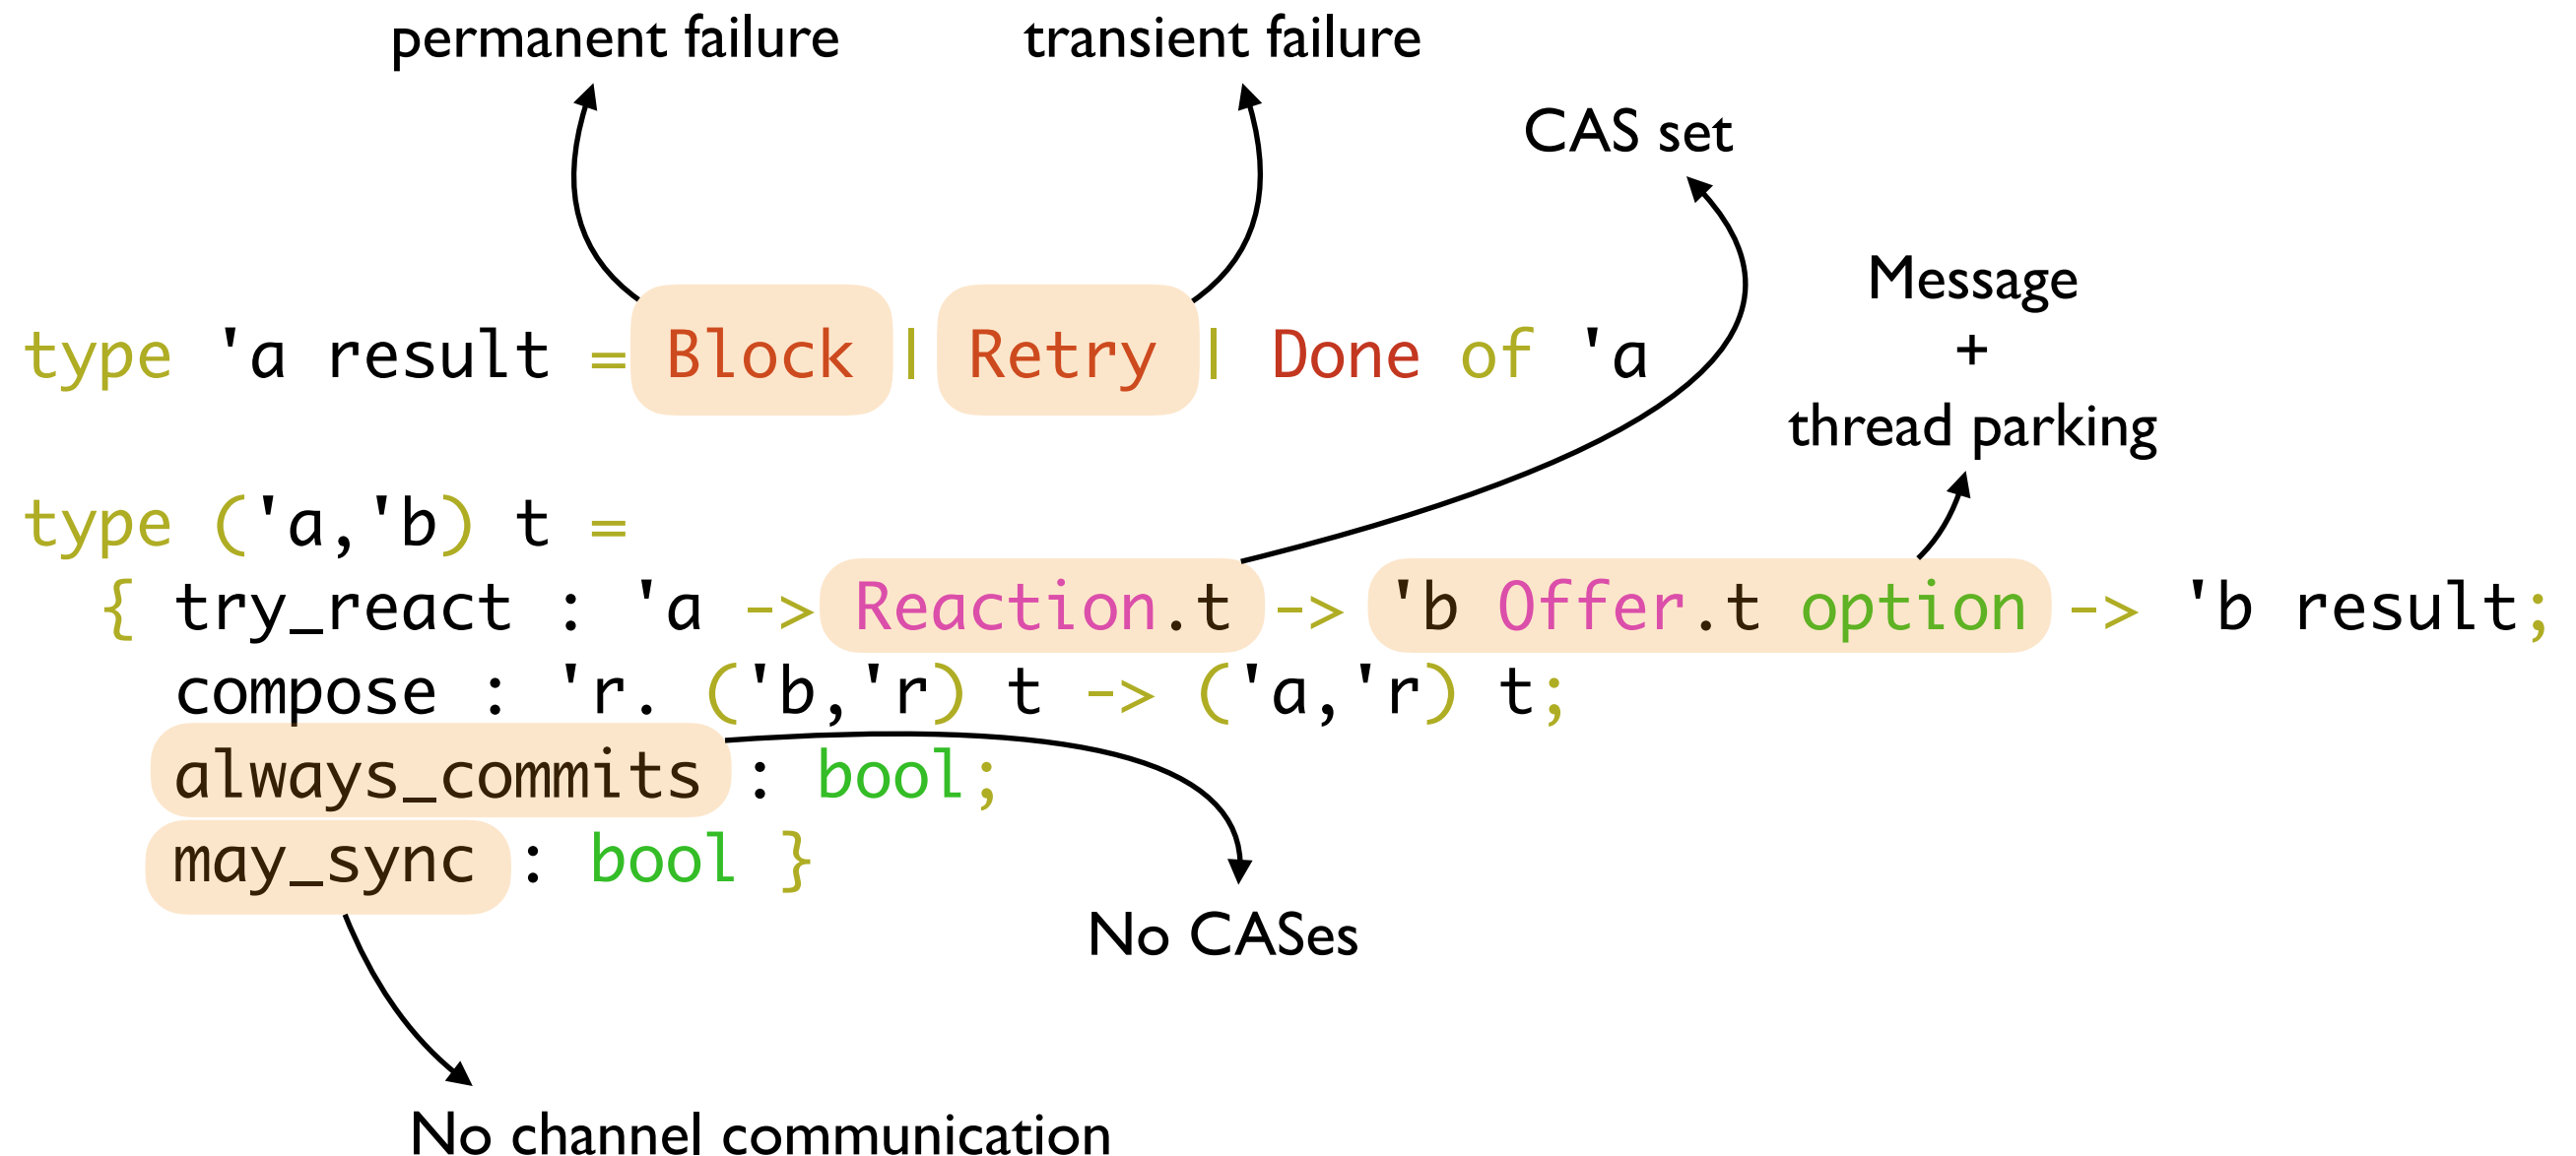 permanent failure
transient failure
CAS set
Message
+
thread parking
type 'a result = Block | Retry | Done of 'a
type ('a,'b) t =
{ try_react : 'a -> Reaction.t -> 'b Offer.t option -> 'b result;
compose : 'r. ('b,'r) t -> ('a,'r) t;
always_commits : bool;
may_sync : bool }
No CASes
No channel communication